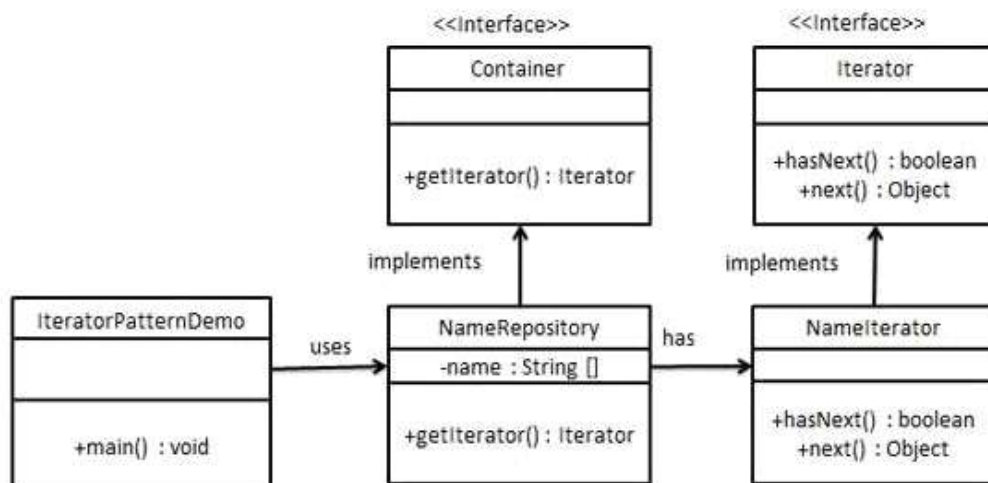 <<Interface>>
Container
+getIterator() : Iterator
<<Interface>>
Iterator
+hasNext() : boolean
+next() : Object
implements
implements
IteratorPatternDemo
+main() : void
uses
NameRepository
-name : String []
+getIterator() : Iterator
has
NameIterator
+hasNext() : boolean
+next() : Object